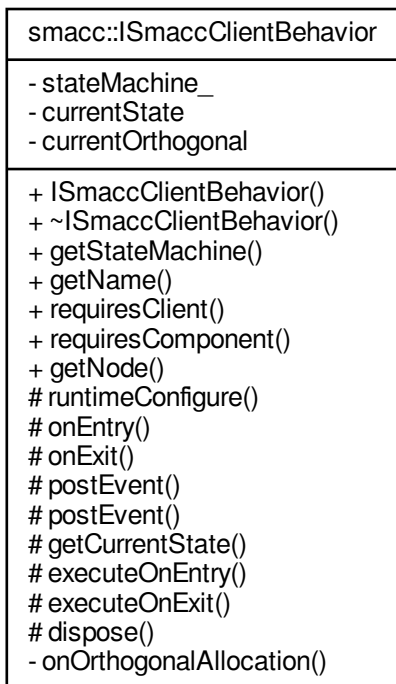 smacc::ISmaccClientBehavior
- stateMachine_
- currentState
- currentOrthogonal
+ ISmaccClientBehavior()
+ ~ISmaccClientBehavior()
+ getStateMachine()
+ getName()
+ requiresClient()
+ requiresComponent()
+ getNode()
# runtimeConfigure()
# onEntry()
# onExit()
# postEvent()
# postEvent()
# getCurrentState()
# executeOnEntry()
# executeOnExit()
# dispose()
- onOrthogonalAllocation()